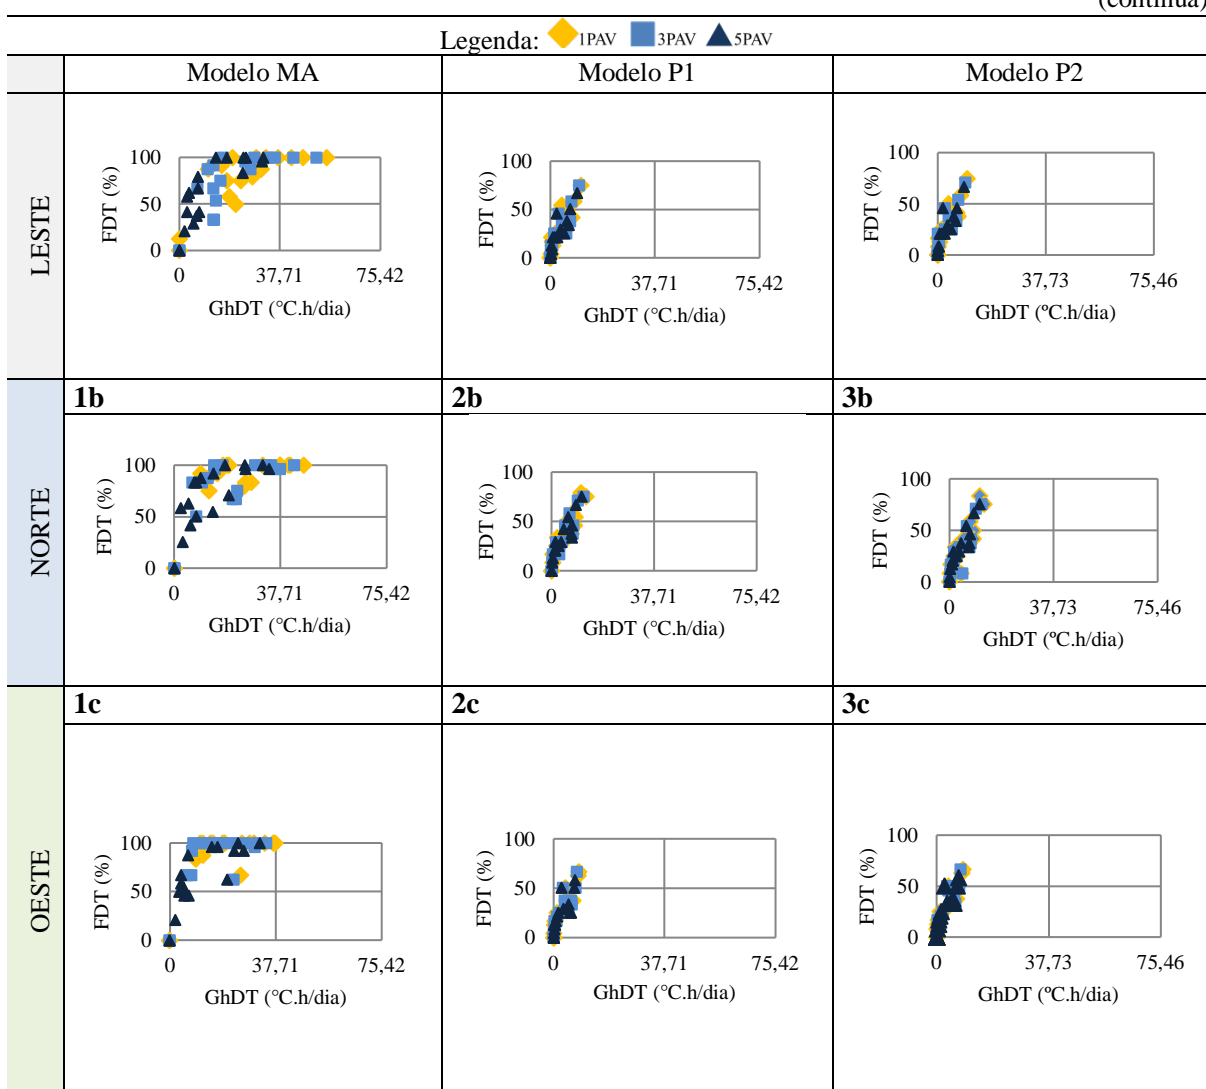 (continua)
Legenda: 1PAV 3PAV 5PAV
Modelo MA Modelo P1 Modelo P2
LESTE
FDT (%)
100
50
0
0 37,71 75,42
GhDT (°C.h/dia)
FDT (%)
100
50
0
0 37,71 75,42
GhDT (°C.h/dia)
FDT (%)
100
50
0
0 37,73 75,46
GhDT (ºC.h/dia)
NORTE
1b 2b 3b
FDT (%)
100
50
0
0 37,71 75,42
GhDT (°C.h/dia)
FDT (%)
100
50
0
0 37,71 75,42
GhDT (°C.h/dia)
FDT (%)
100
50
0
0 37,73 75,46
GhDT (ºC.h/dia)
OESTE
1c 2c 3c
FDT (%)
100
50
0
0 37,71 75,42
GhDT (°C.h/dia)
FDT (%)
100
50
0
0 37,71 75,42
GhDT (°C.h/dia)
FDT (%)
100
50
0
0 37,73 75,46
GhDT (ºC.h/dia)